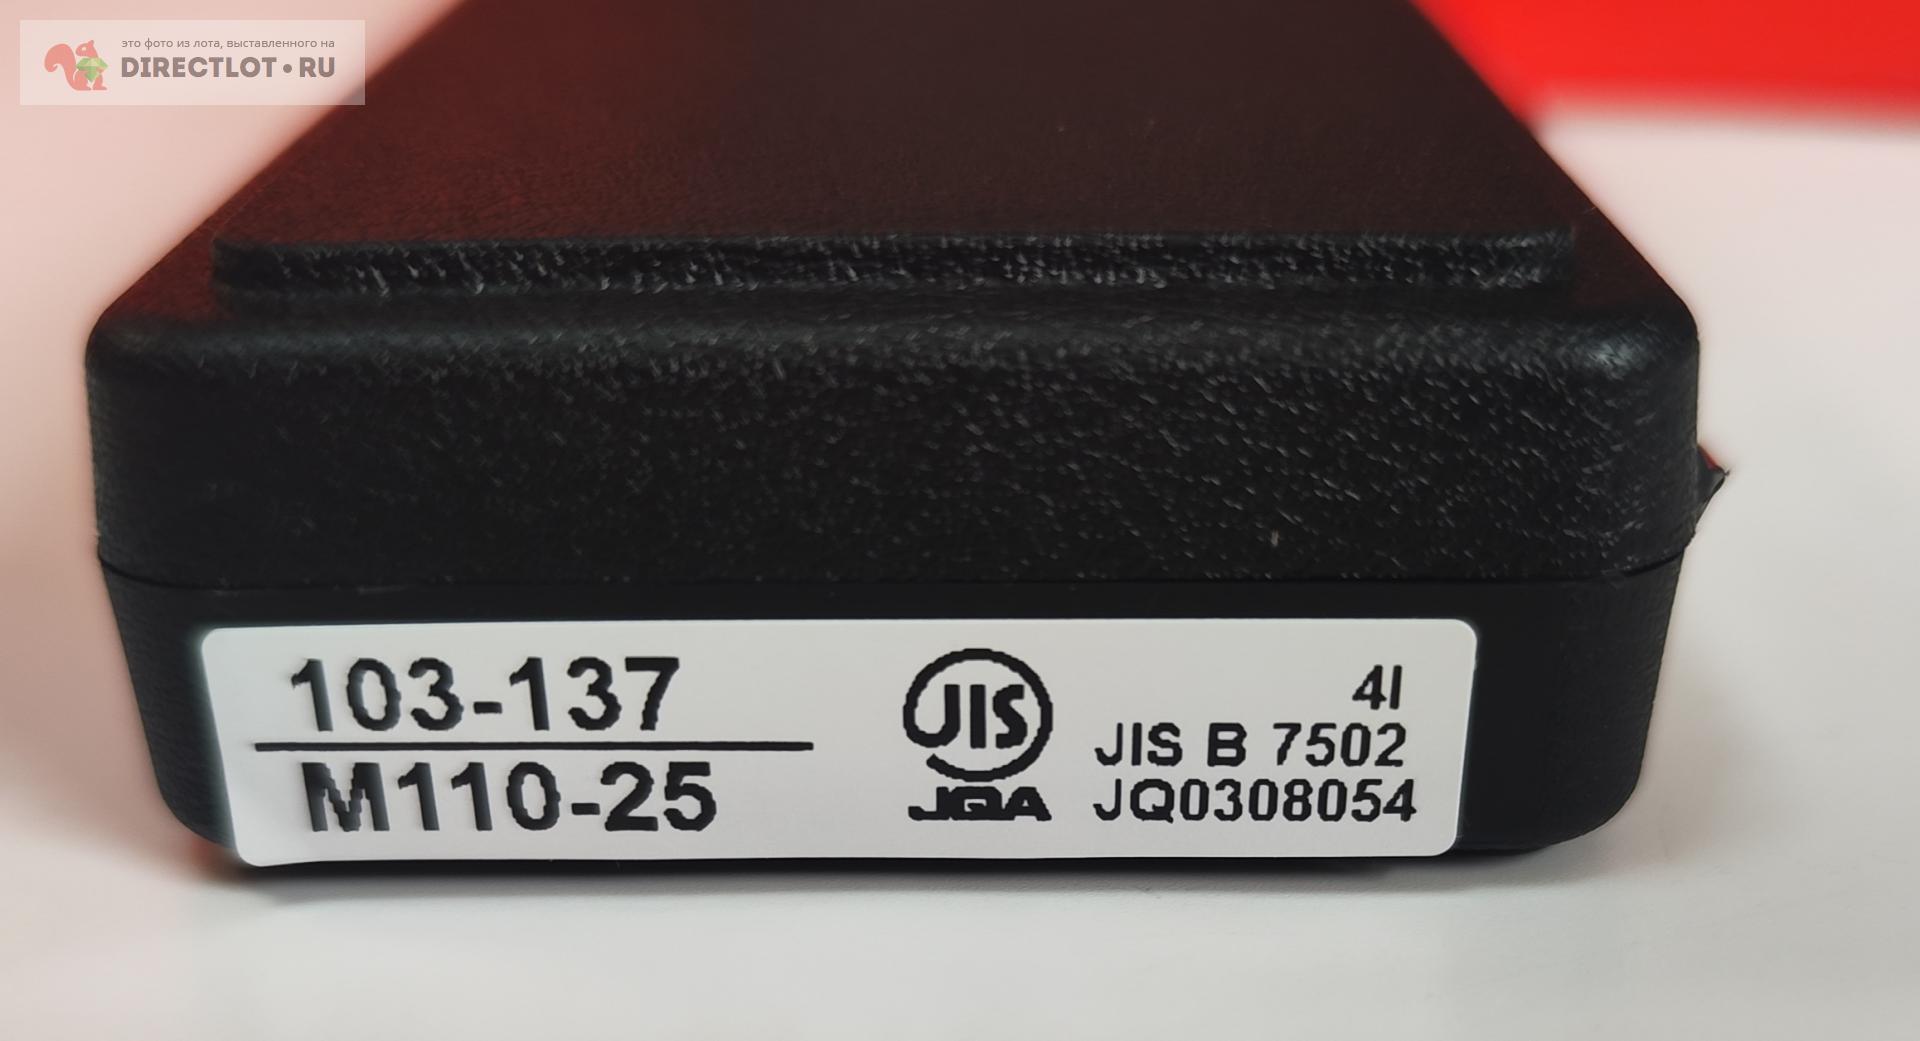 это фото из лота, выставленного на
DIRECTLOT•RU
103-137
M110-25
JIS
JQA
4I
JIS B 7502
JQ0308054